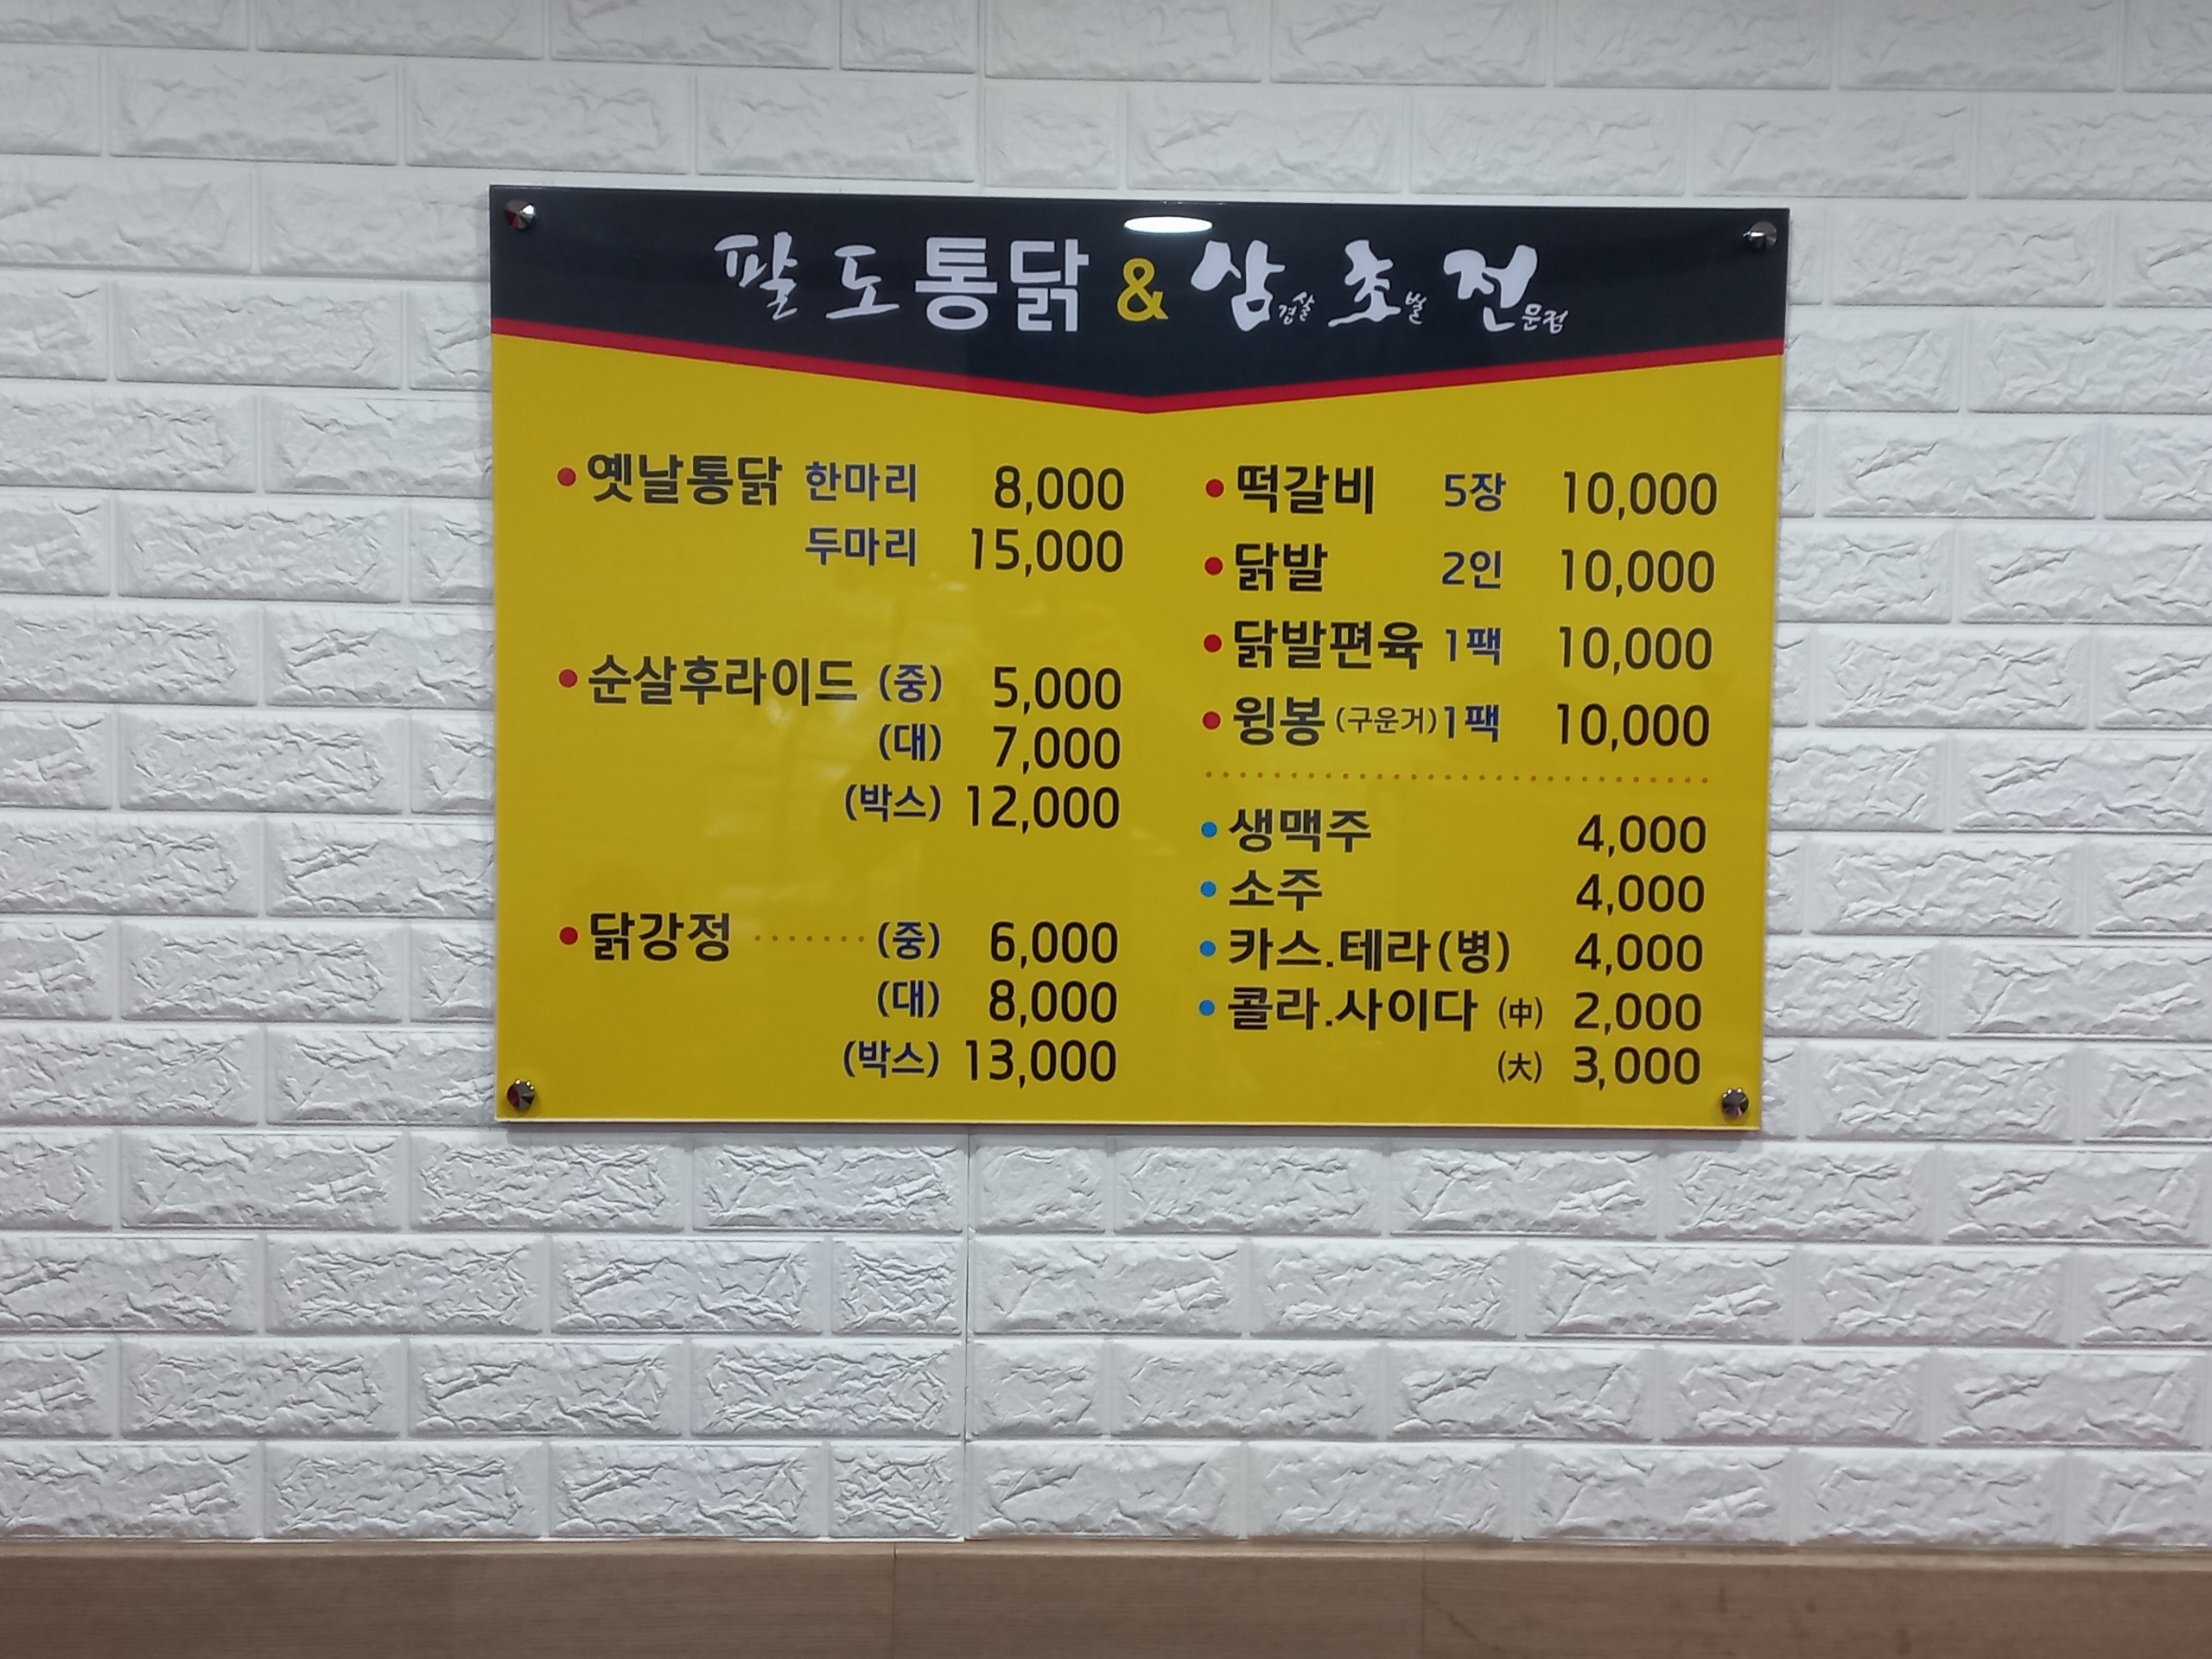 팔도통닭 & 삼겹살 초벌 전문점
옛날통닭 한마리 8,000
두마리 15,000
순살후라이드 (중) 5,000
(대) 7,000
(박스) 12,000
닭강정 ······· (중) 6,000
(대) 8,000
(박스) 13,000
떡갈비 5장 10,000
닭발 2인 10,000
닭발편육 1팩 10,000
윙봉 (구운거) 1팩 10,000
생맥주 4,000
소주 4,000
카스.테라(병) 4,000
콜라.사이다 (中) 2,000
(大) 3,000